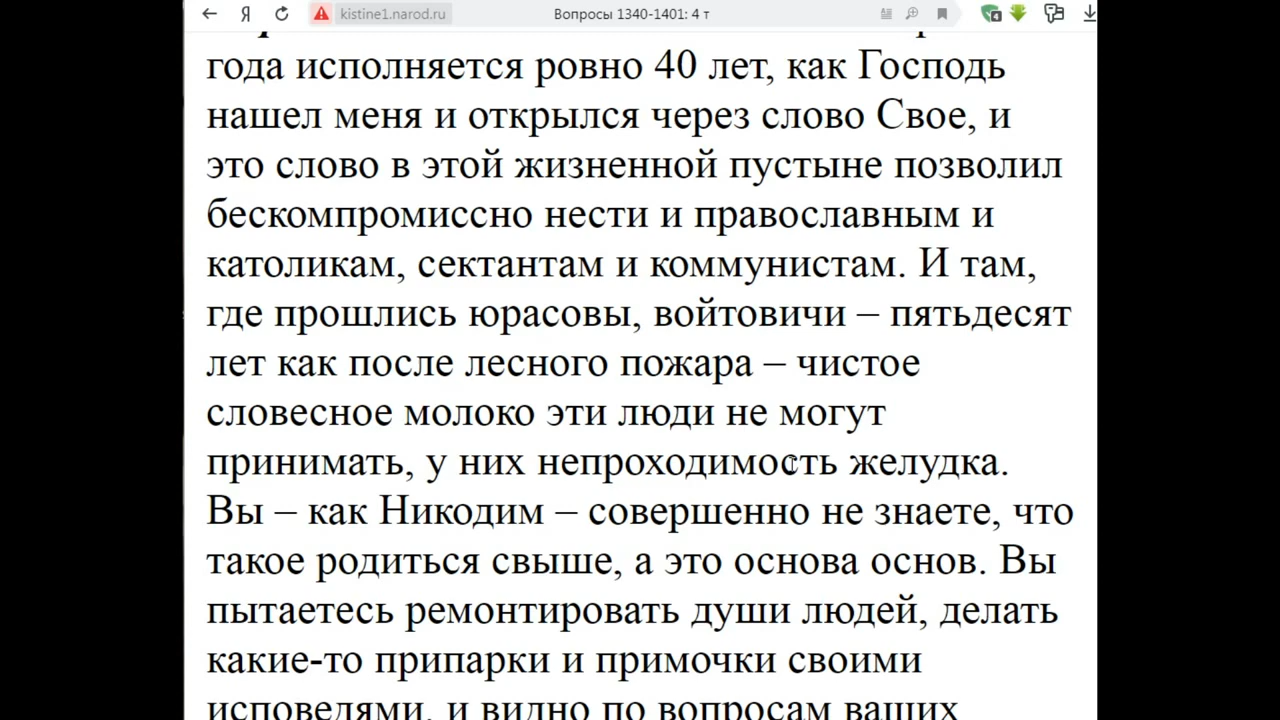 Я
kistine1.narod.ru
Вопросы 1340-1401: 4 т
4
года исполняется ровно 40 лет, как Господь
нашел меня и открылся через слово Свое, и
это слово в этой жизненной пустыне позволил
бескомпромиссно нести и православным и
католикам, сектантам и коммунистам. И там,
где прошлись юрасовы, войтовичи – пятьдесят
лет как после лесного пожара – чистое
словесное молоко эти люди не могут
принимать, у них непроходимость желудка.
Вы – как Никодим – совершенно не знаете, что
такое родиться свыше, а это основа основ. Вы
пытаетесь ремонтировать души людей, делать
какие-то припарки и примочки своими
исповедями, и видно по вопросам ваших